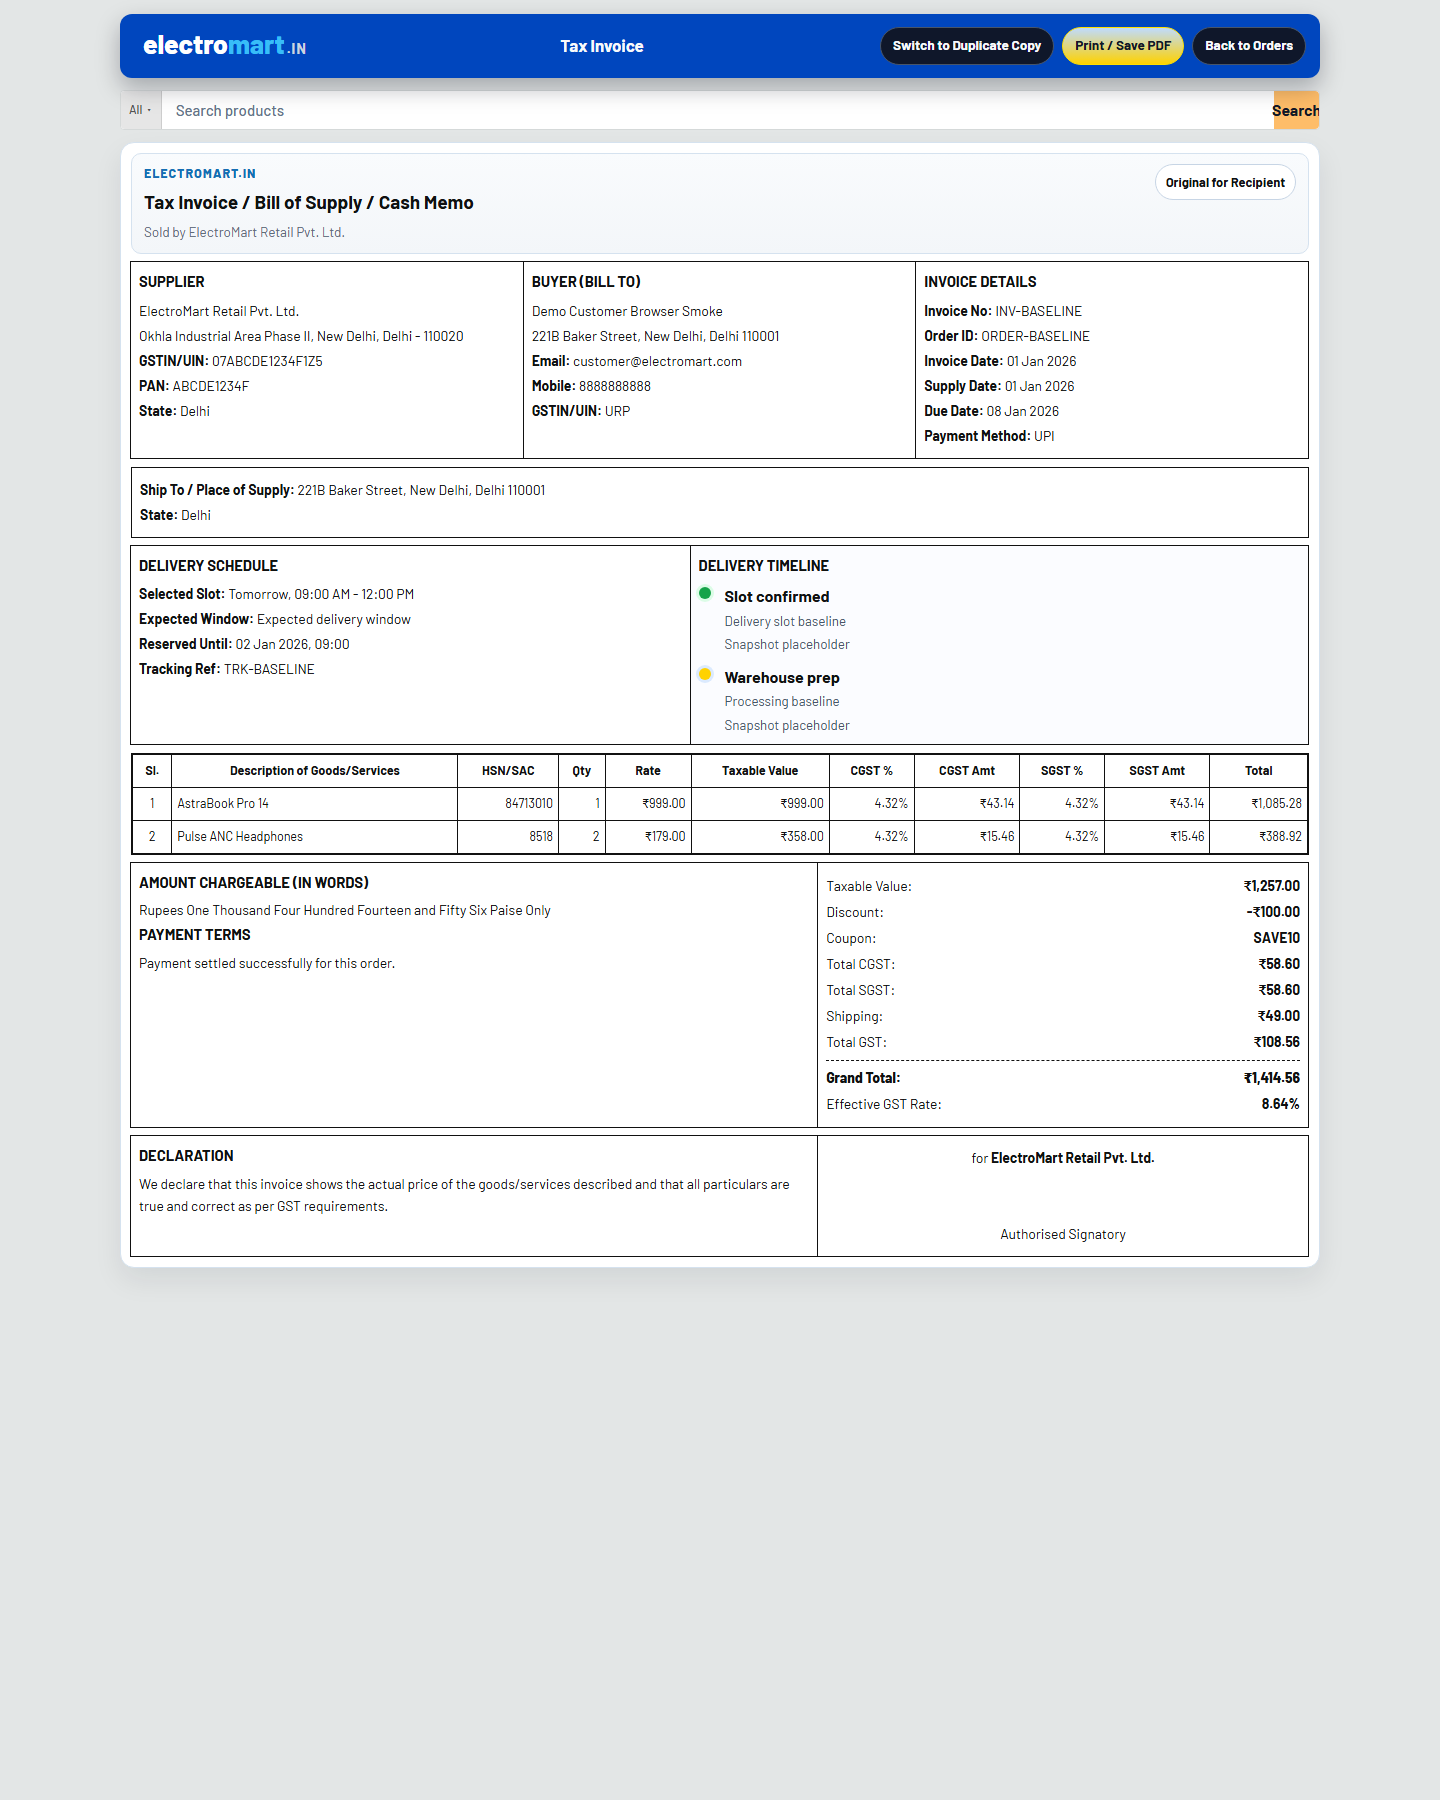 electromart.IN
Tax Invoice
Switch to Duplicate Copy
Print / Save PDF
Back to Orders
All
Search products
Search
ELECTROMART.IN
Tax Invoice / Bill of Supply / Cash Memo
Sold by ElectroMart Retail Pvt. Ltd.
Original for Recipient
SUPPLIER
ElectroMart Retail Pvt. Ltd.
Okhla Industrial Area Phase II, New Delhi, Delhi - 110020
GSTIN/UIN: 07ABCDE1234F1Z5
PAN: ABCDE1234F
State: Delhi
BUYER (BILL TO)
Demo Customer Browser Smoke
221B Baker Street, New Delhi, Delhi 110001
Email: customer@electromart.com
Mobile: 8888888888
GSTIN/UIN: URP
INVOICE DETAILS
Invoice No: INV-BASELINE
Order ID: ORDER-BASELINE
Invoice Date: 01 Jan 2026
Supply Date: 01 Jan 2026
Due Date: 08 Jan 2026
Payment Method: UPI
Ship To / Place of Supply: 221B Baker Street, New Delhi, Delhi 110001
State: Delhi
DELIVERY SCHEDULE
Selected Slot: Tomorrow, 09:00 AM - 12:00 PM
Expected Window: Expected delivery window
Reserved Until: 02 Jan 2026, 09:00
Tracking Ref: TRK-BASELINE
DELIVERY TIMELINE
Slot confirmed
Delivery slot baseline
Snapshot placeholder
Warehouse prep
Processing baseline
Snapshot placeholder
Sl. Description of Goods/Services HSN/SAC Qty Rate Taxable Value CGST % CGST Amt SGST % SGST Amt Total
1 AstraBook Pro 14 84713010 1 ₹999.00 ₹999.00 4.32% ₹43.14 4.32% ₹43.14 ₹1,085.28
2 Pulse ANC Headphones 8518 2 ₹179.00 ₹358.00 4.32% ₹15.46 4.32% ₹15.46 ₹388.92
AMOUNT CHARGEABLE (IN WORDS)
Rupees One Thousand Four Hundred Fourteen and Fifty Six Paise Only
PAYMENT TERMS
Payment settled successfully for this order.
Taxable Value: ₹1,257.00
Discount: -₹100.00
Coupon: SAVE10
Total CGST: ₹58.60
Total SGST: ₹58.60
Shipping: ₹49.00
Total GST: ₹108.56
Grand Total: ₹1,414.56
Effective GST Rate: 8.64%
DECLARATION
We declare that this invoice shows the actual price of the goods/services described and that all particulars are
true and correct as per GST requirements.
for ElectroMart Retail Pvt. Ltd.
Authorised Signatory